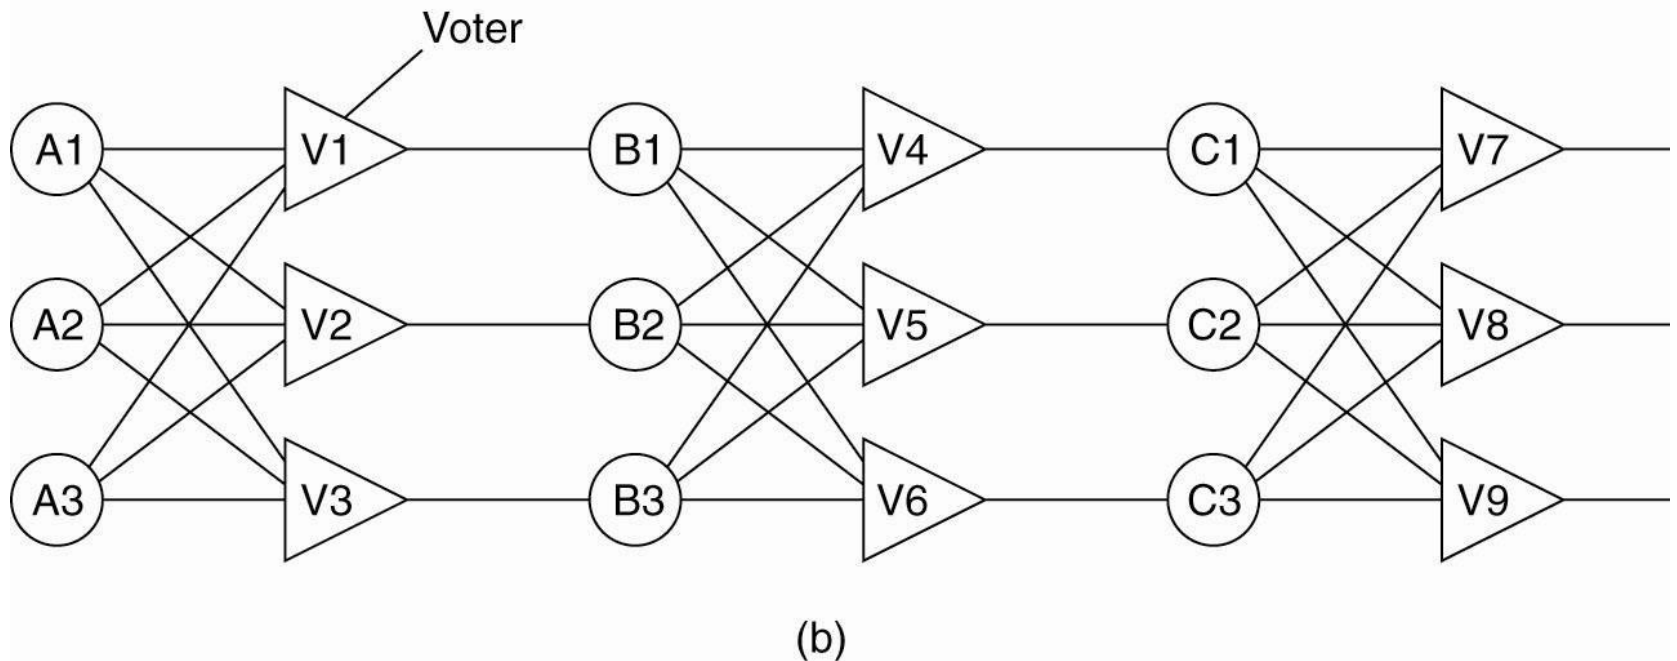 Voter
A1 V1 B1 V4 C1 V7
A2 V2 B2 V5 C2 V8
A3 V3 B3 V6 C3 V9
(b)